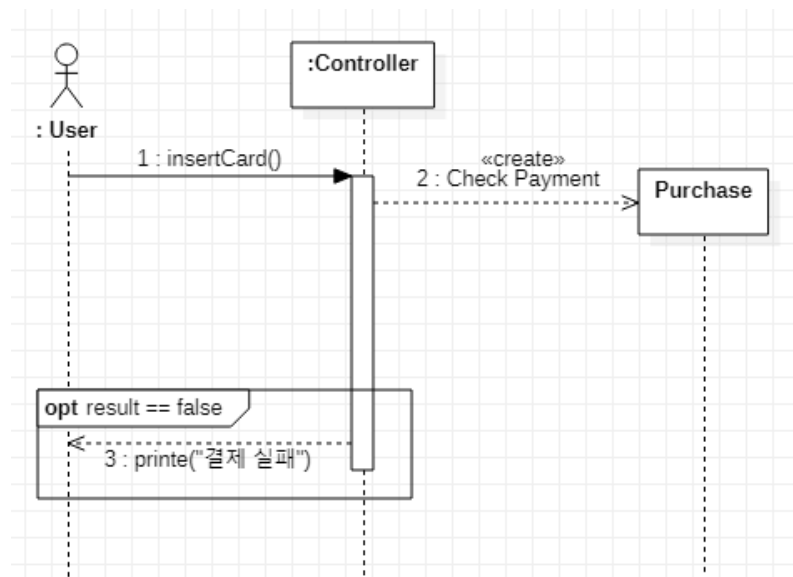 :Controller
: User
1 : insertCard()
«create»
2 : Check Payment
Purchase
opt result == false
3 : printe("결제 실패")